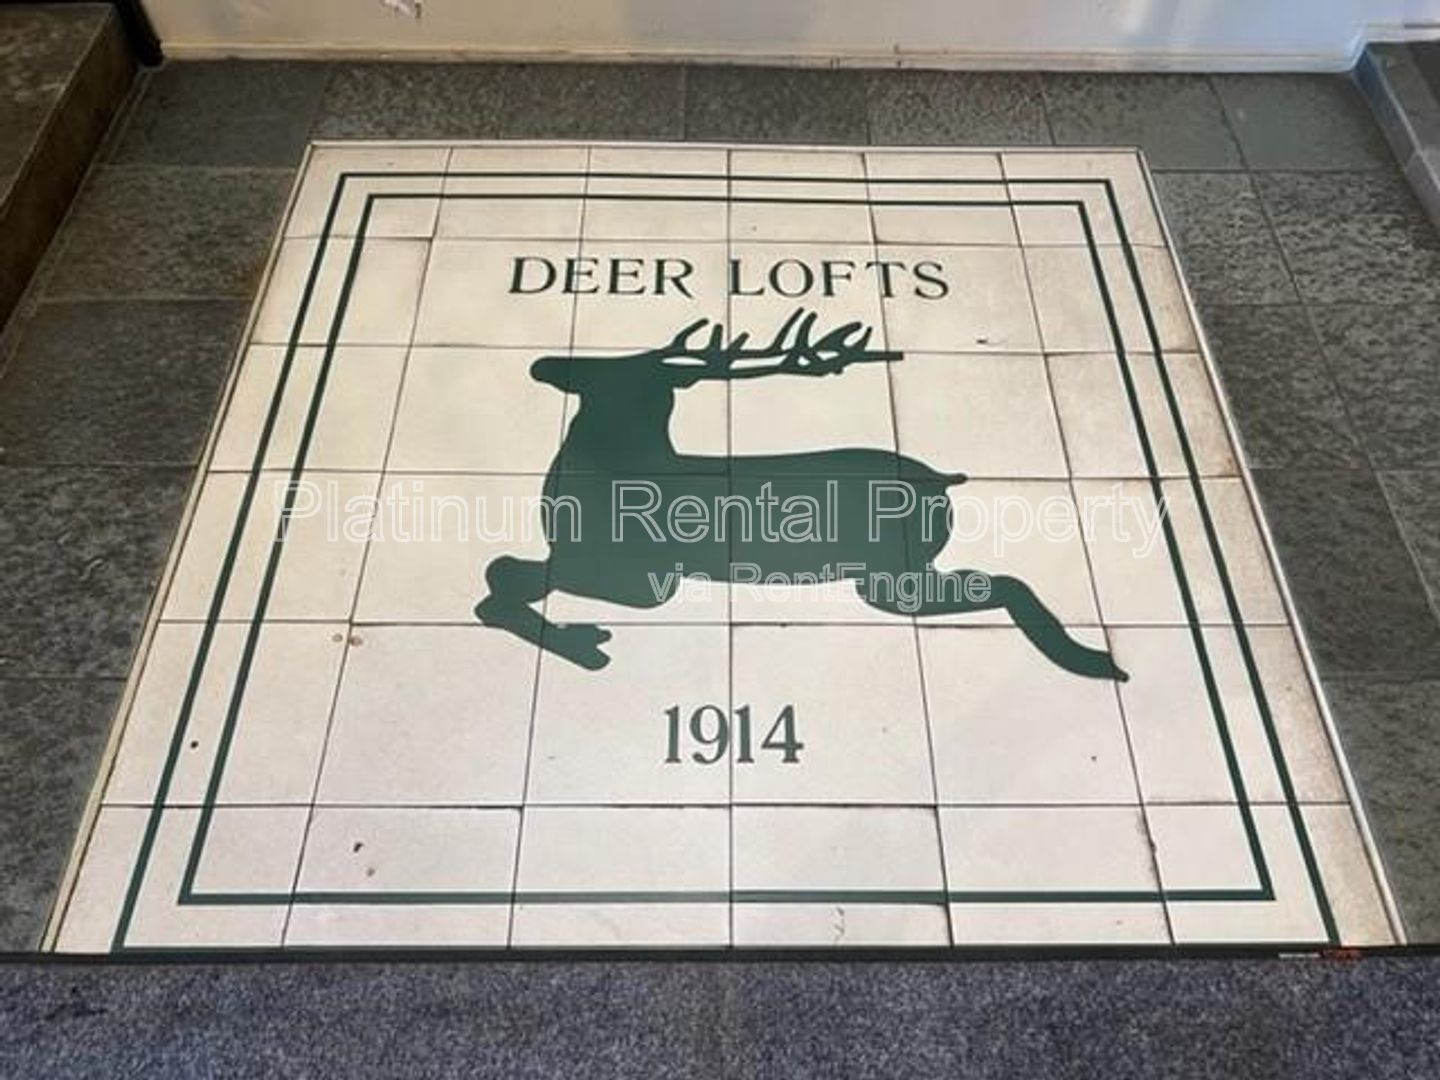 DEER LOFTS
Platinum Rental Property
via RentEngine
1914